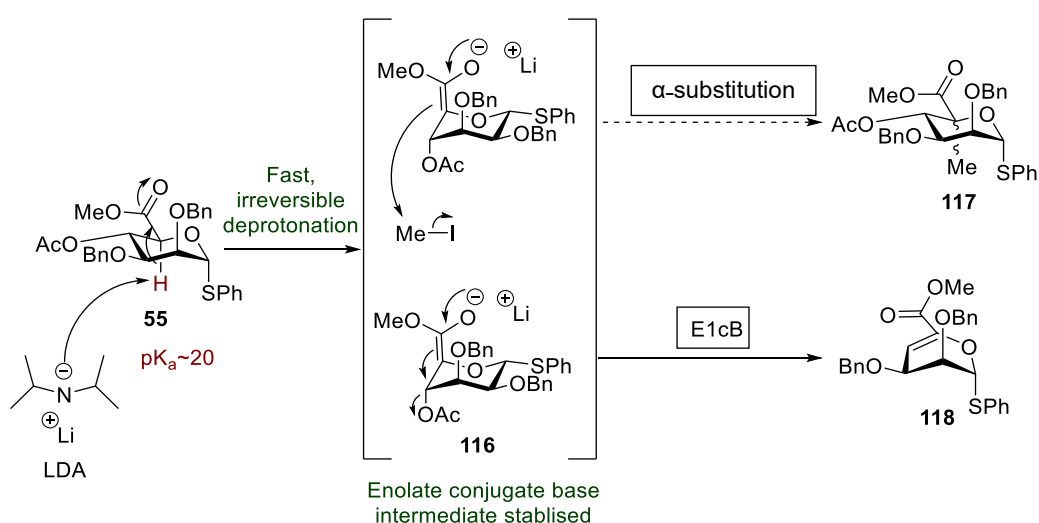 MeO
O
⊖
⊕
Li
OBn
O
SPh
OBn
OAc
Me
I
α-substitution
MeO
O
OBn
O
AcO
BnO
Me
SPh
117
Fast,
irreversible
deprotonation
MeO
O
OBn
O
AcO
BnO
H
SPh
55
pKa~20
⊖
N
⊕
Li
LDA
MeO
O
⊖
⊕
Li
OBn
O
SPh
OBn
OAc
116
E1cB
OMe
O
OBn
O
BnO
SPh
118
Enolate conjugate base
intermediate stablised